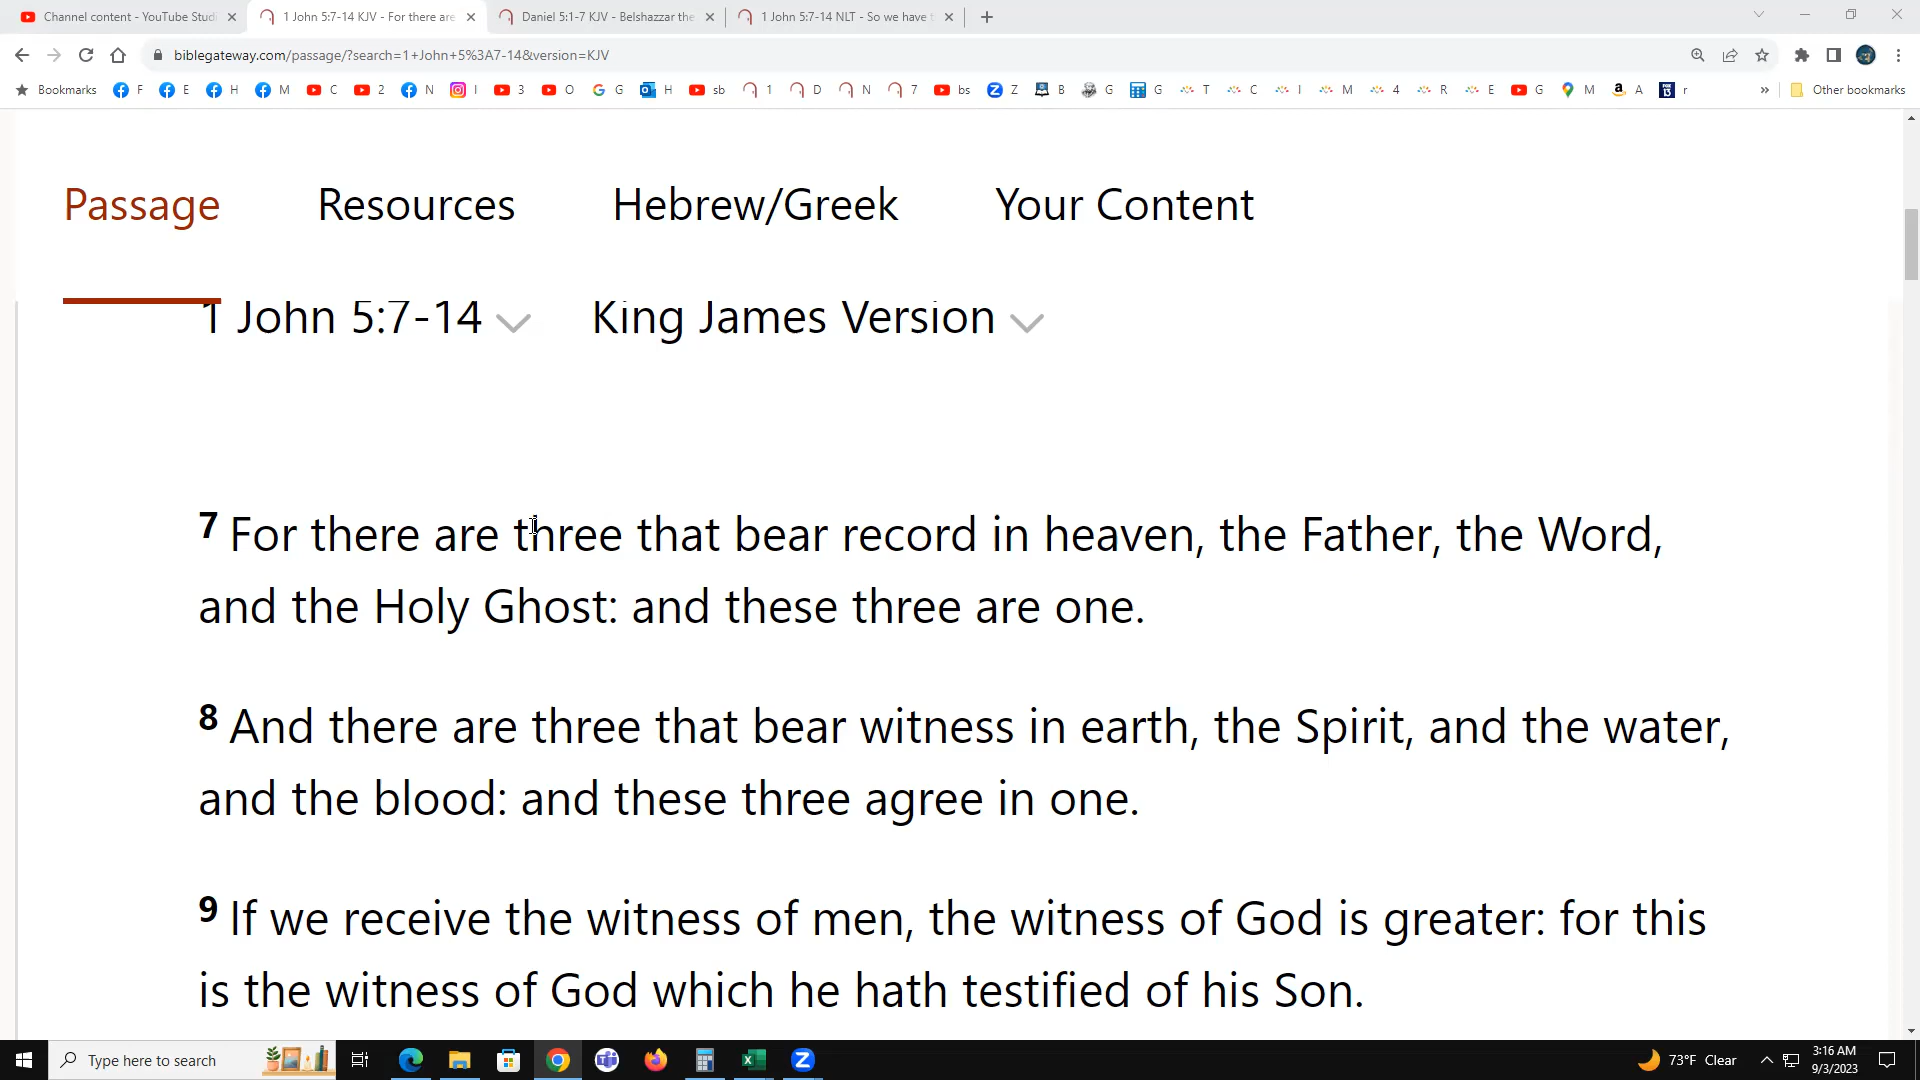 Channel content - YouTube Studi
1 John 5:7-14 KJV - For there are
Daniel 5:1-7 KJV - Belshazzar the
1 John 5:7-14 NLT - So we have t
biblegateway.com/passage/?search=1+John+5%3A7-14&version=KJV
Bookmarks F E H M C 2 N I 3 O G H sb 1 D N 7 bs Z B G G T C I M 4 R E G M A r » Other bookmarks
Passage Resources Hebrew/Greek Your Content
1 John 5:7-14 King James Version
7 For there are three that bear record in heaven, the Father, the Word,
and the Holy Ghost: and these three are one.
8 And there are three that bear witness in earth, the Spirit, and the water,
and the blood: and these three agree in one.
9 If we receive the witness of men, the witness of God is greater: for this
is the witness of God which he hath testified of his Son.
Type here to search
73°F Clear
3:16 AM
9/3/2023